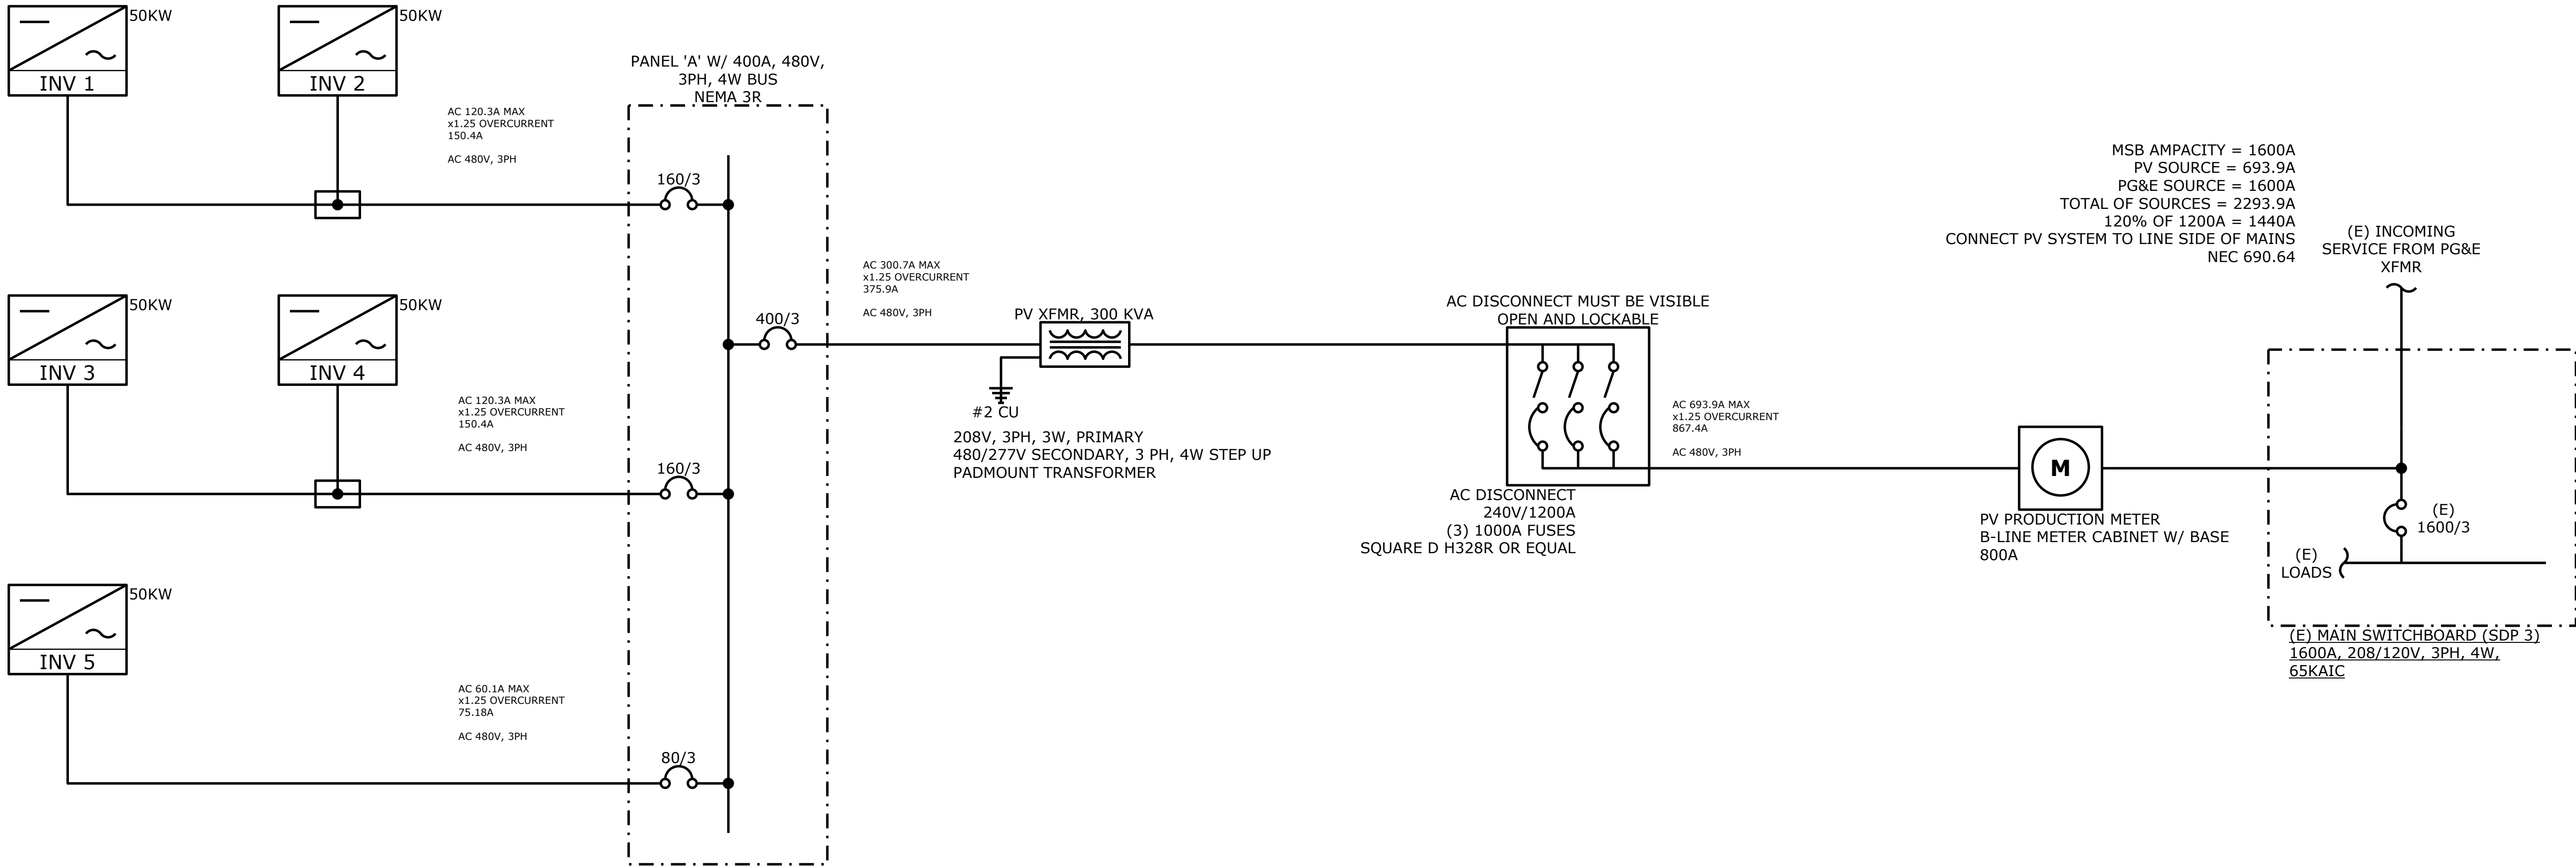 50KW
INV 1
50KW
INV 2
AC 120.3A MAX
x1.25 OVERCURRENT
150.4A
AC 480V, 3PH
50KW
INV 3
50KW
INV 4
AC 120.3A MAX
x1.25 OVERCURRENT
150.4A
AC 480V, 3PH
50KW
INV 5
AC 60.1A MAX
x1.25 OVERCURRENT
75.18A
AC 480V, 3PH
PANEL 'A' W/ 400A, 480V,
3PH, 4W BUS
NEMA 3R
160/3
400/3
160/3
80/3
AC 300.7A MAX
x1.25 OVERCURRENT
375.9A
AC 480V, 3PH
PV XFMR, 300 KVA
#2 CU
208V, 3PH, 3W, PRIMARY
480/277V SECONDARY, 3 PH, 4W STEP UP
PADMOUNT TRANSFORMER
AC DISCONNECT MUST BE VISIBLE
OPEN AND LOCKABLE
AC DISCONNECT
240V/1200A
(3) 1000A FUSES
SQUARE D H328R OR EQUAL
AC 693.9A MAX
x1.25 OVERCURRENT
867.4A
AC 480V, 3PH
MSB AMPACITY = 1600A
PV SOURCE = 693.9A
PG&E SOURCE = 1600A
TOTAL OF SOURCES = 2293.9A
120% OF 1200A = 1440A
CONNECT PV SYSTEM TO LINE SIDE OF MAINS
NEC 690.64
M
PV PRODUCTION METER
B-LINE METER CABINET W/ BASE
800A
(E) INCOMING
SERVICE FROM PG&E
XFMR
(E)
1600/3
(E)
LOADS
(E) MAIN SWITCHBOARD (SDP 3)
1600A, 208/120V, 3PH, 4W,
65KAIC